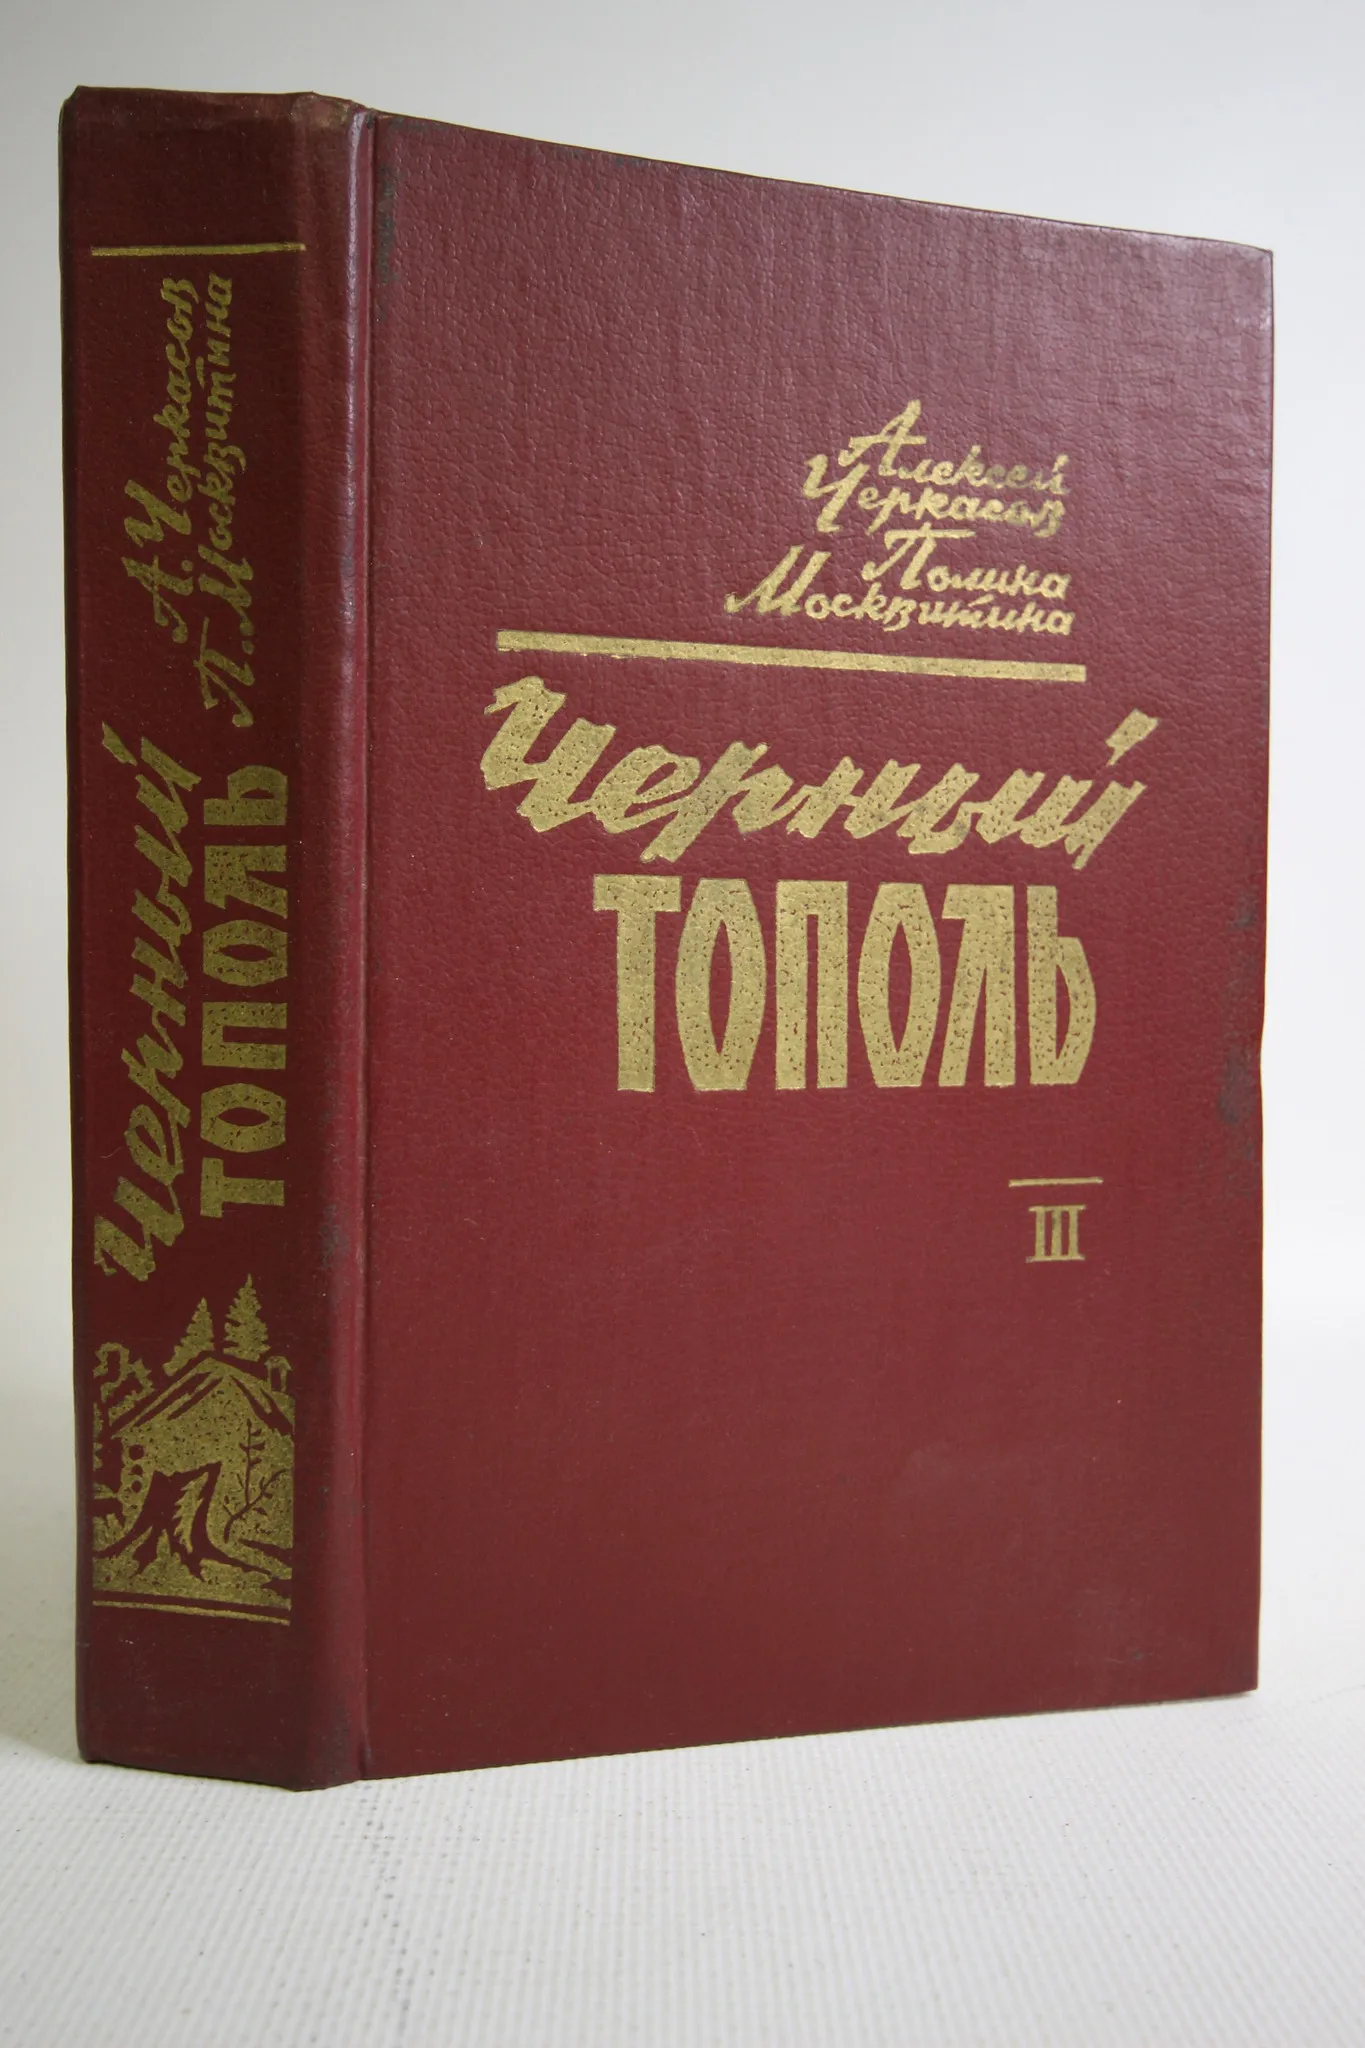 А. Черкасов
П. Москвитина
Черный
ТОПОЛЬ
Алексей
Черкасов
Полина
Москвитина
Черный
ТОПОЛЬ
III